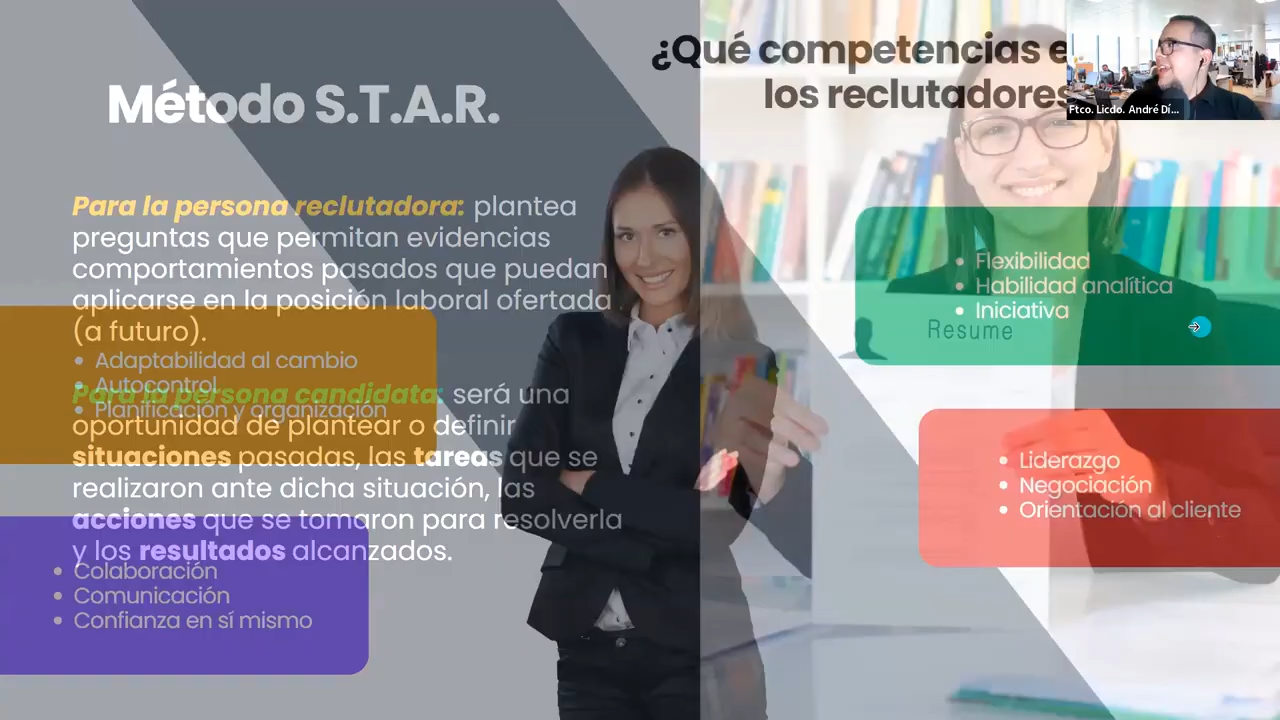 Método S.T.A.R.
Para la persona reclutadora: plantea
preguntas que permitan evidencias
comportamientos pasados que puedan
aplicarse en la posición laboral ofertada
(a futuro).
Para la persona candidata: será una
oportunidad de plantear o definir
situaciones pasadas, las tareas que se
realizaron ante dicha situación, las
acciones que se tomaron para resolverla
y los resultados alcanzados.
• Adaptabilidad al cambio
• Autocontrol
• Planificación y organización
• Colaboración
• Comunicación
• Confianza en sí mismo
¿Qué competencias e
los reclutadores
• Flexibilidad
• Habilidad analítica
• Iniciativa
Resume
• Liderazgo
• Negociación
• Orientación al cliente
Ftco. Licdo. André Dí...